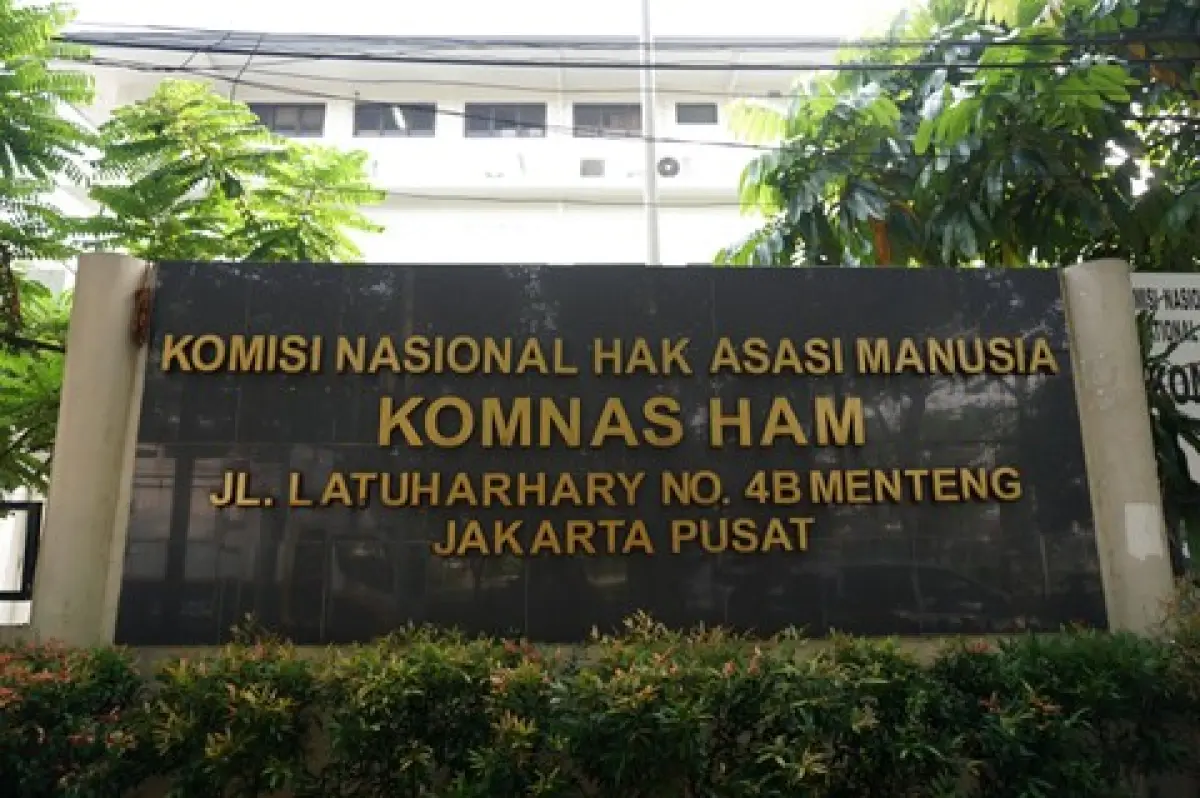 KOMISI NASIONAL HAK ASASI MANUSIA
KOMNAS HAM
JL. LATUHARHARY NO. 4B MENTENG
JAKARTA PUSAT